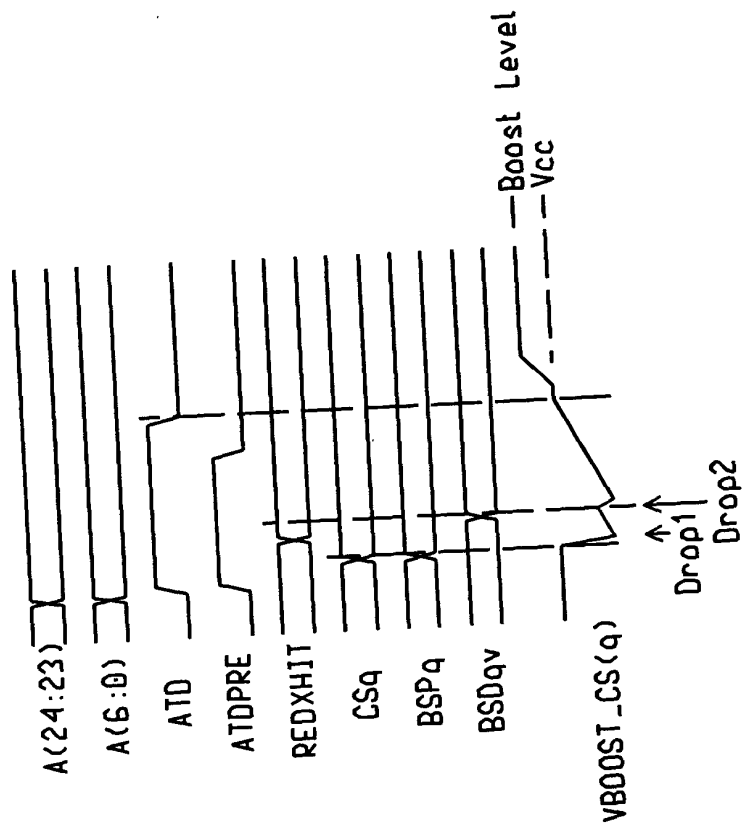 A(24:23)
A(6:0)
ATD
ATDPRE
REDXHIT
CSq
BSPq
BSDqv
VBOOST_CS(q)
Boost Level
Vcc
Drop1
Drop2